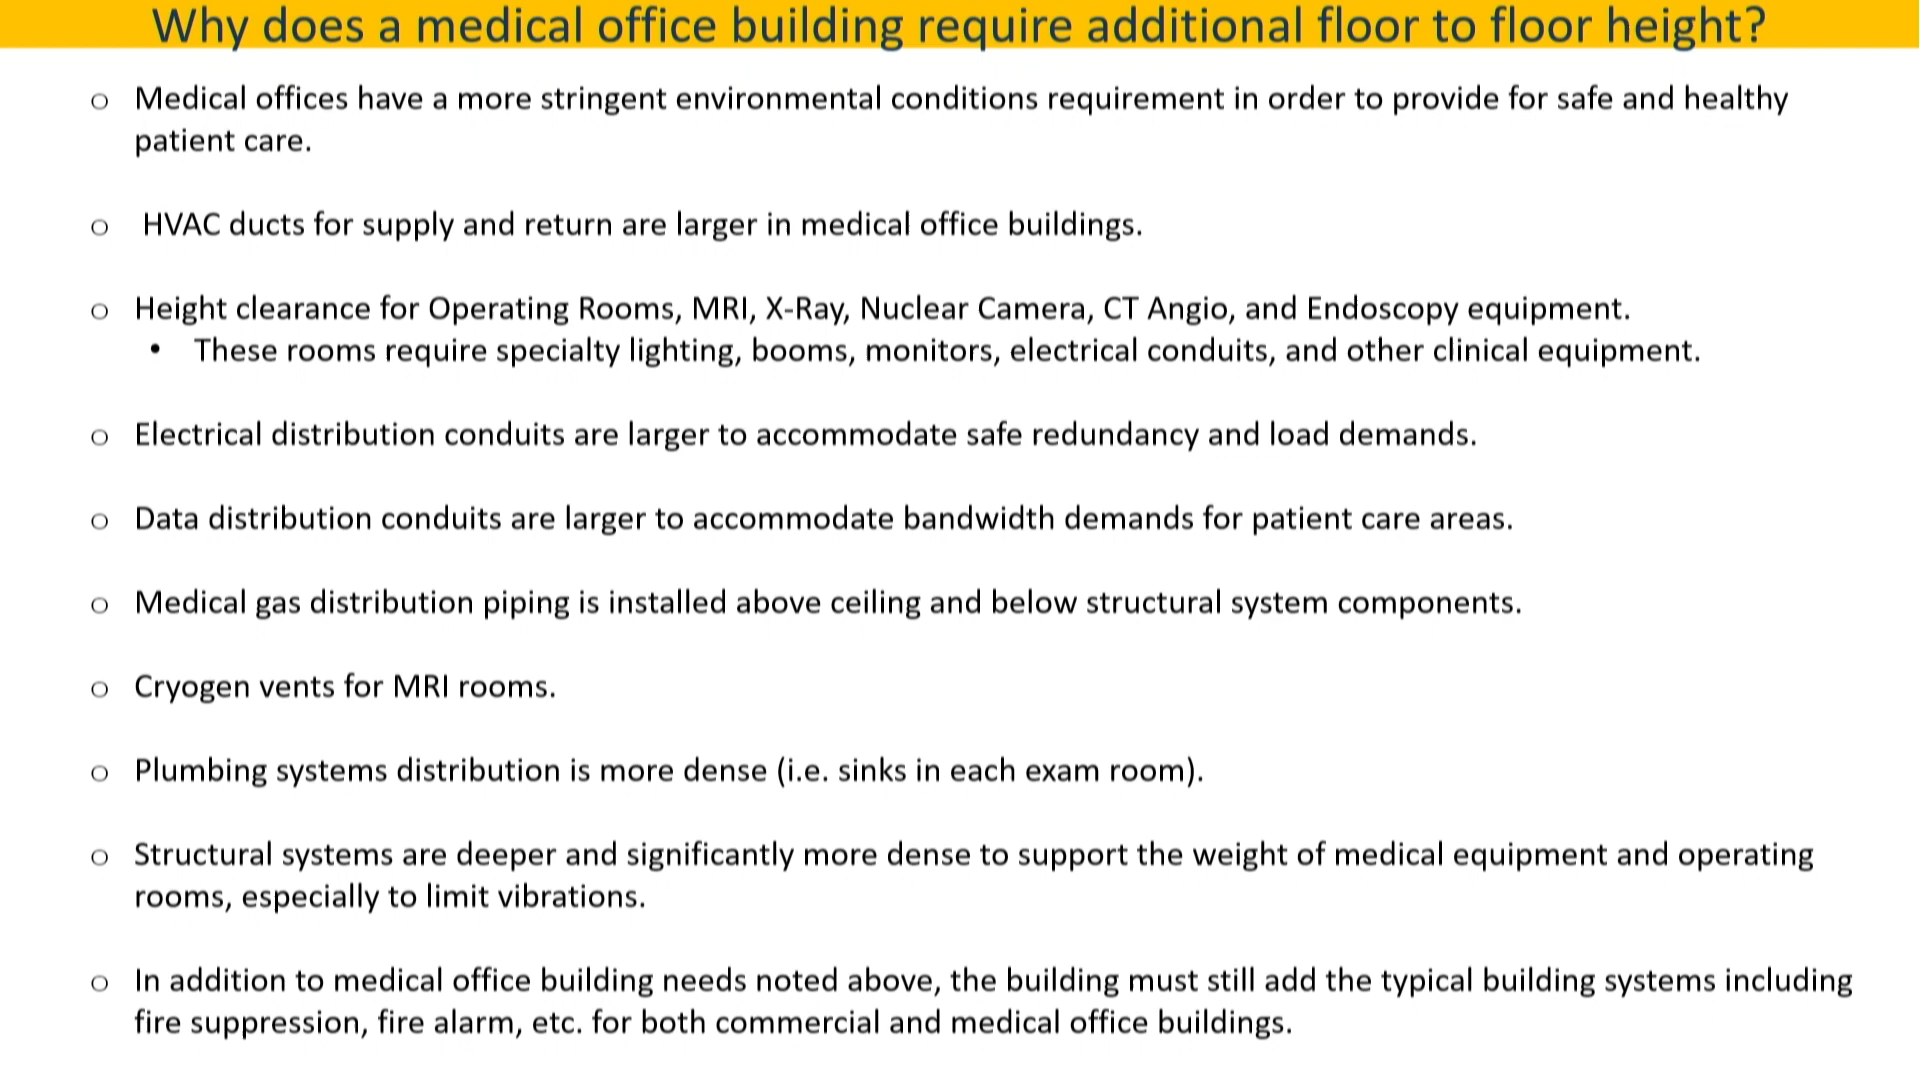 Why does a medical office building require additional floor to floor height?
o Medical offices have a more stringent environmental conditions requirement in order to provide for safe and healthy
patient care.
o HVAC ducts for supply and return are larger in medical office buildings.
o Height clearance for Operating Rooms, MRI, X-Ray, Nuclear Camera, CT Angio, and Endoscopy equipment.
• These rooms require specialty lighting, booms, monitors, electrical conduits, and other clinical equipment.
o Electrical distribution conduits are larger to accommodate safe redundancy and load demands.
o Data distribution conduits are larger to accommodate bandwidth demands for patient care areas.
o Medical gas distribution piping is installed above ceiling and below structural system components.
o Cryogen vents for MRI rooms.
o Plumbing systems distribution is more dense (i.e. sinks in each exam room).
o Structural systems are deeper and significantly more dense to support the weight of medical equipment and operating
rooms, especially to limit vibrations.
o In addition to medical office building needs noted above, the building must still add the typical building systems including
fire suppression, fire alarm, etc. for both commercial and medical office buildings.